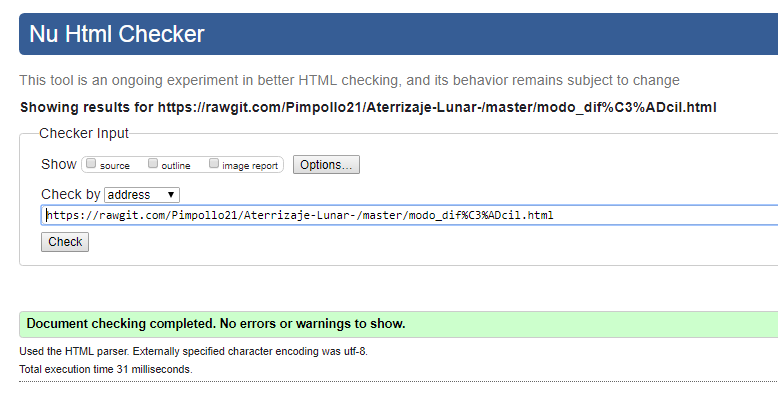 Nu Html Checker
This tool is an ongoing experiment in better HTML checking, and its behavior remains subject to change
Showing results for https://rawgit.com/Pimpollo21/Aterrizaje-Lunar-/master/modo_dif%C3%ADcil.html
Checker Input
Show source outline image report Options...
Check by address
https://rawgit.com/Pimpollo21/Aterrizaje-Lunar-/master/modo_dif%C3%ADcil.html
Check
Document checking completed. No errors or warnings to show.
Used the HTML parser. Externally specified character encoding was utf-8.
Total execution time 31 milliseconds.